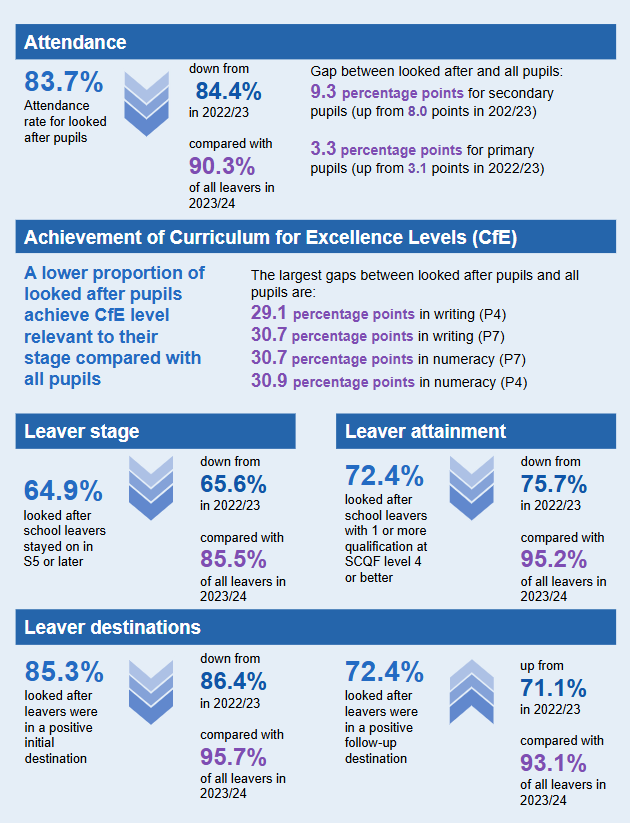 Attendance
83.7%
Attendance
rate for looked
after pupils
down from
84.4%
in 2022/23
compared with
90.3%
of all leavers in
2023/24
Gap between looked after and all pupils:
9.3 percentage points for secondary
pupils (up from 8.0 points in 202/23)
3.3 percentage points for primary
pupils (up from 3.1 points in 2022/23)
Achievement of Curriculum for Excellence Levels (CfE)
A lower proportion of
looked after pupils
achieve CfE level
relevant to their
stage compared with
all pupils
The largest gaps between looked after pupils and all
pupils are:
29.1 percentage points in writing (P4)
30.7 percentage points in writing (P7)
30.7 percentage points in numeracy (P7)
30.9 percentage points in numeracy (P4)
Leaver stage
64.9%
looked after
school leavers
stayed on in
S5 or later
down from
65.6%
in 2022/23
compared with
85.5%
of all leavers in
2023/24
Leaver attainment
72.4%
looked after
school leavers
with 1 or more
qualification at
SCQF level 4
or better
down from
75.7%
in 2022/23
compared with
95.2%
of all leavers in
2023/24
Leaver destinations
85.3%
looked after
leavers were
in a positive
initial
destination
down from
86.4%
in 2022/23
compared with
95.7%
of all leavers in
2023/24
72.4%
looked after
leavers were
in a positive
follow-up
destination
up from
71.1%
in 2022/23
compared with
93.1%
of all leavers in
2023/24